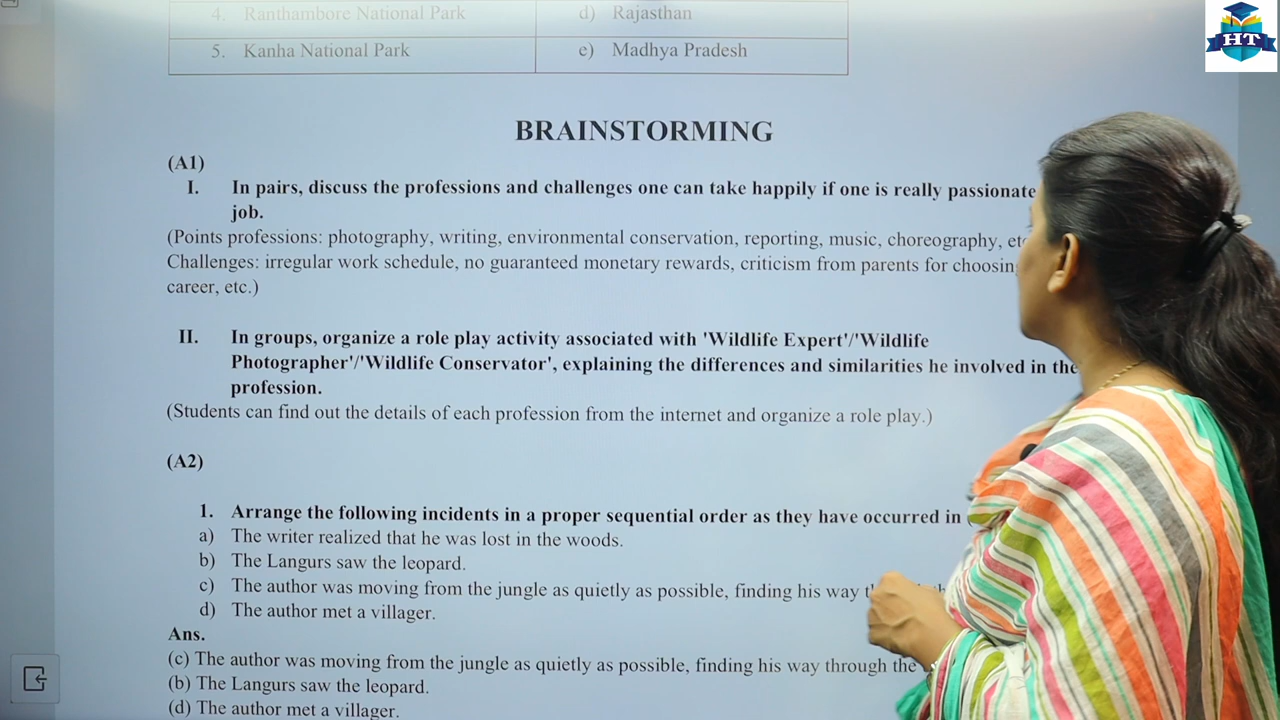 4. Ranthambore National Park d) Rajasthan
5. Kanha National Park e) Madhya Pradesh
HT
BRAINSTORMING
(A1)
I. In pairs, discuss the professions and challenges one can take happily if one is really passionate
job.
(Points professions: photography, writing, environmental conservation, reporting, music, choreography, etc
Challenges: irregular work schedule, no guaranteed monetary rewards, criticism from parents for choosing
career, etc.)
II. In groups, organize a role play activity associated with 'Wildlife Expert'/'Wildlife
Photographer'/'Wildlife Conservator', explaining the differences and similarities he involved in the
profession.
(Students can find out the details of each profession from the internet and organize a role play.)
(A2)
1. Arrange the following incidents in a proper sequential order as they have occurred in
a) The writer realized that he was lost in the woods.
b) The Langurs saw the leopard.
c) The author was moving from the jungle as quietly as possible, finding his way
d) The author met a villager.
Ans.
(c) The author was moving from the jungle as quietly as possible, finding his way through the
(b) The Langurs saw the leopard.
(d) The author met a villager.